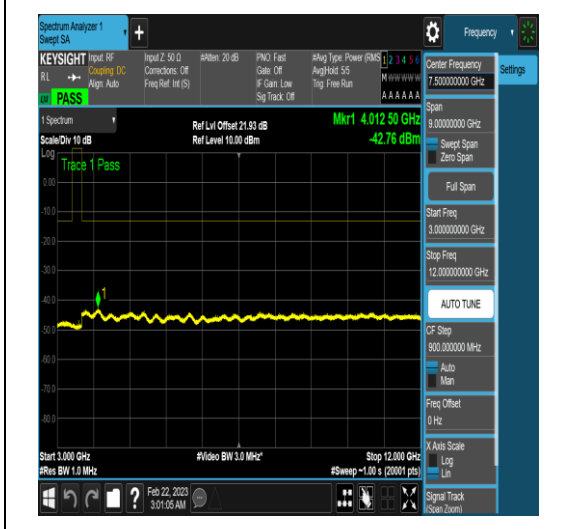 Spectrum Analyzer 1
Swept SA
+
Frequency
KEYSIGHT
RL
PASS
Input: RF
Coupling: DC
Align: Auto
Input Z: 50 Ω
Corrections: Off
Freq Ref: Int (S)
#Atten: 20 dB
PNO: Fast
Gate: Off
IF Gain: Low
Sig Track: Off
#Avg Type: Power (RMS
Avg|Hold: 5/5
Trig: Free Run
1 2 3 4 5 6
M W W W W W
A A A A A A
1 Spectrum
Scale/Div 10 dB
Ref Lvl Offset 21.93 dB
Ref Level 10.00 dBm
Mkr1 4.012 50 GHz
-42.76 dBm
Log
Trace 1 Pass
0.00
-10.0
-20.0
-30.0
-40.0
-50.0
-60.0
-70.0
-80.0
1
Start 3.000 GHz
#Res BW 1.0 MHz
#Video BW 3.0 MHz*
Stop 12.000 GHz
#Sweep ~1.00 s (20001 pts)
?
Feb 22, 2023
3:01:05 AM
Center Frequency
7.500000000 GHz
Settings
Span
9.00000000 GHz
Swept Span
Zero Span
Full Span
Start Freq
3.000000000 GHz
Stop Freq
12.000000000 GHz
AUTO TUNE
CF Step
900.000000 MHz
Auto
Man
Freq Offset
0 Hz
X Axis Scale
Log
Lin
Signal Track
(Span Zoom)